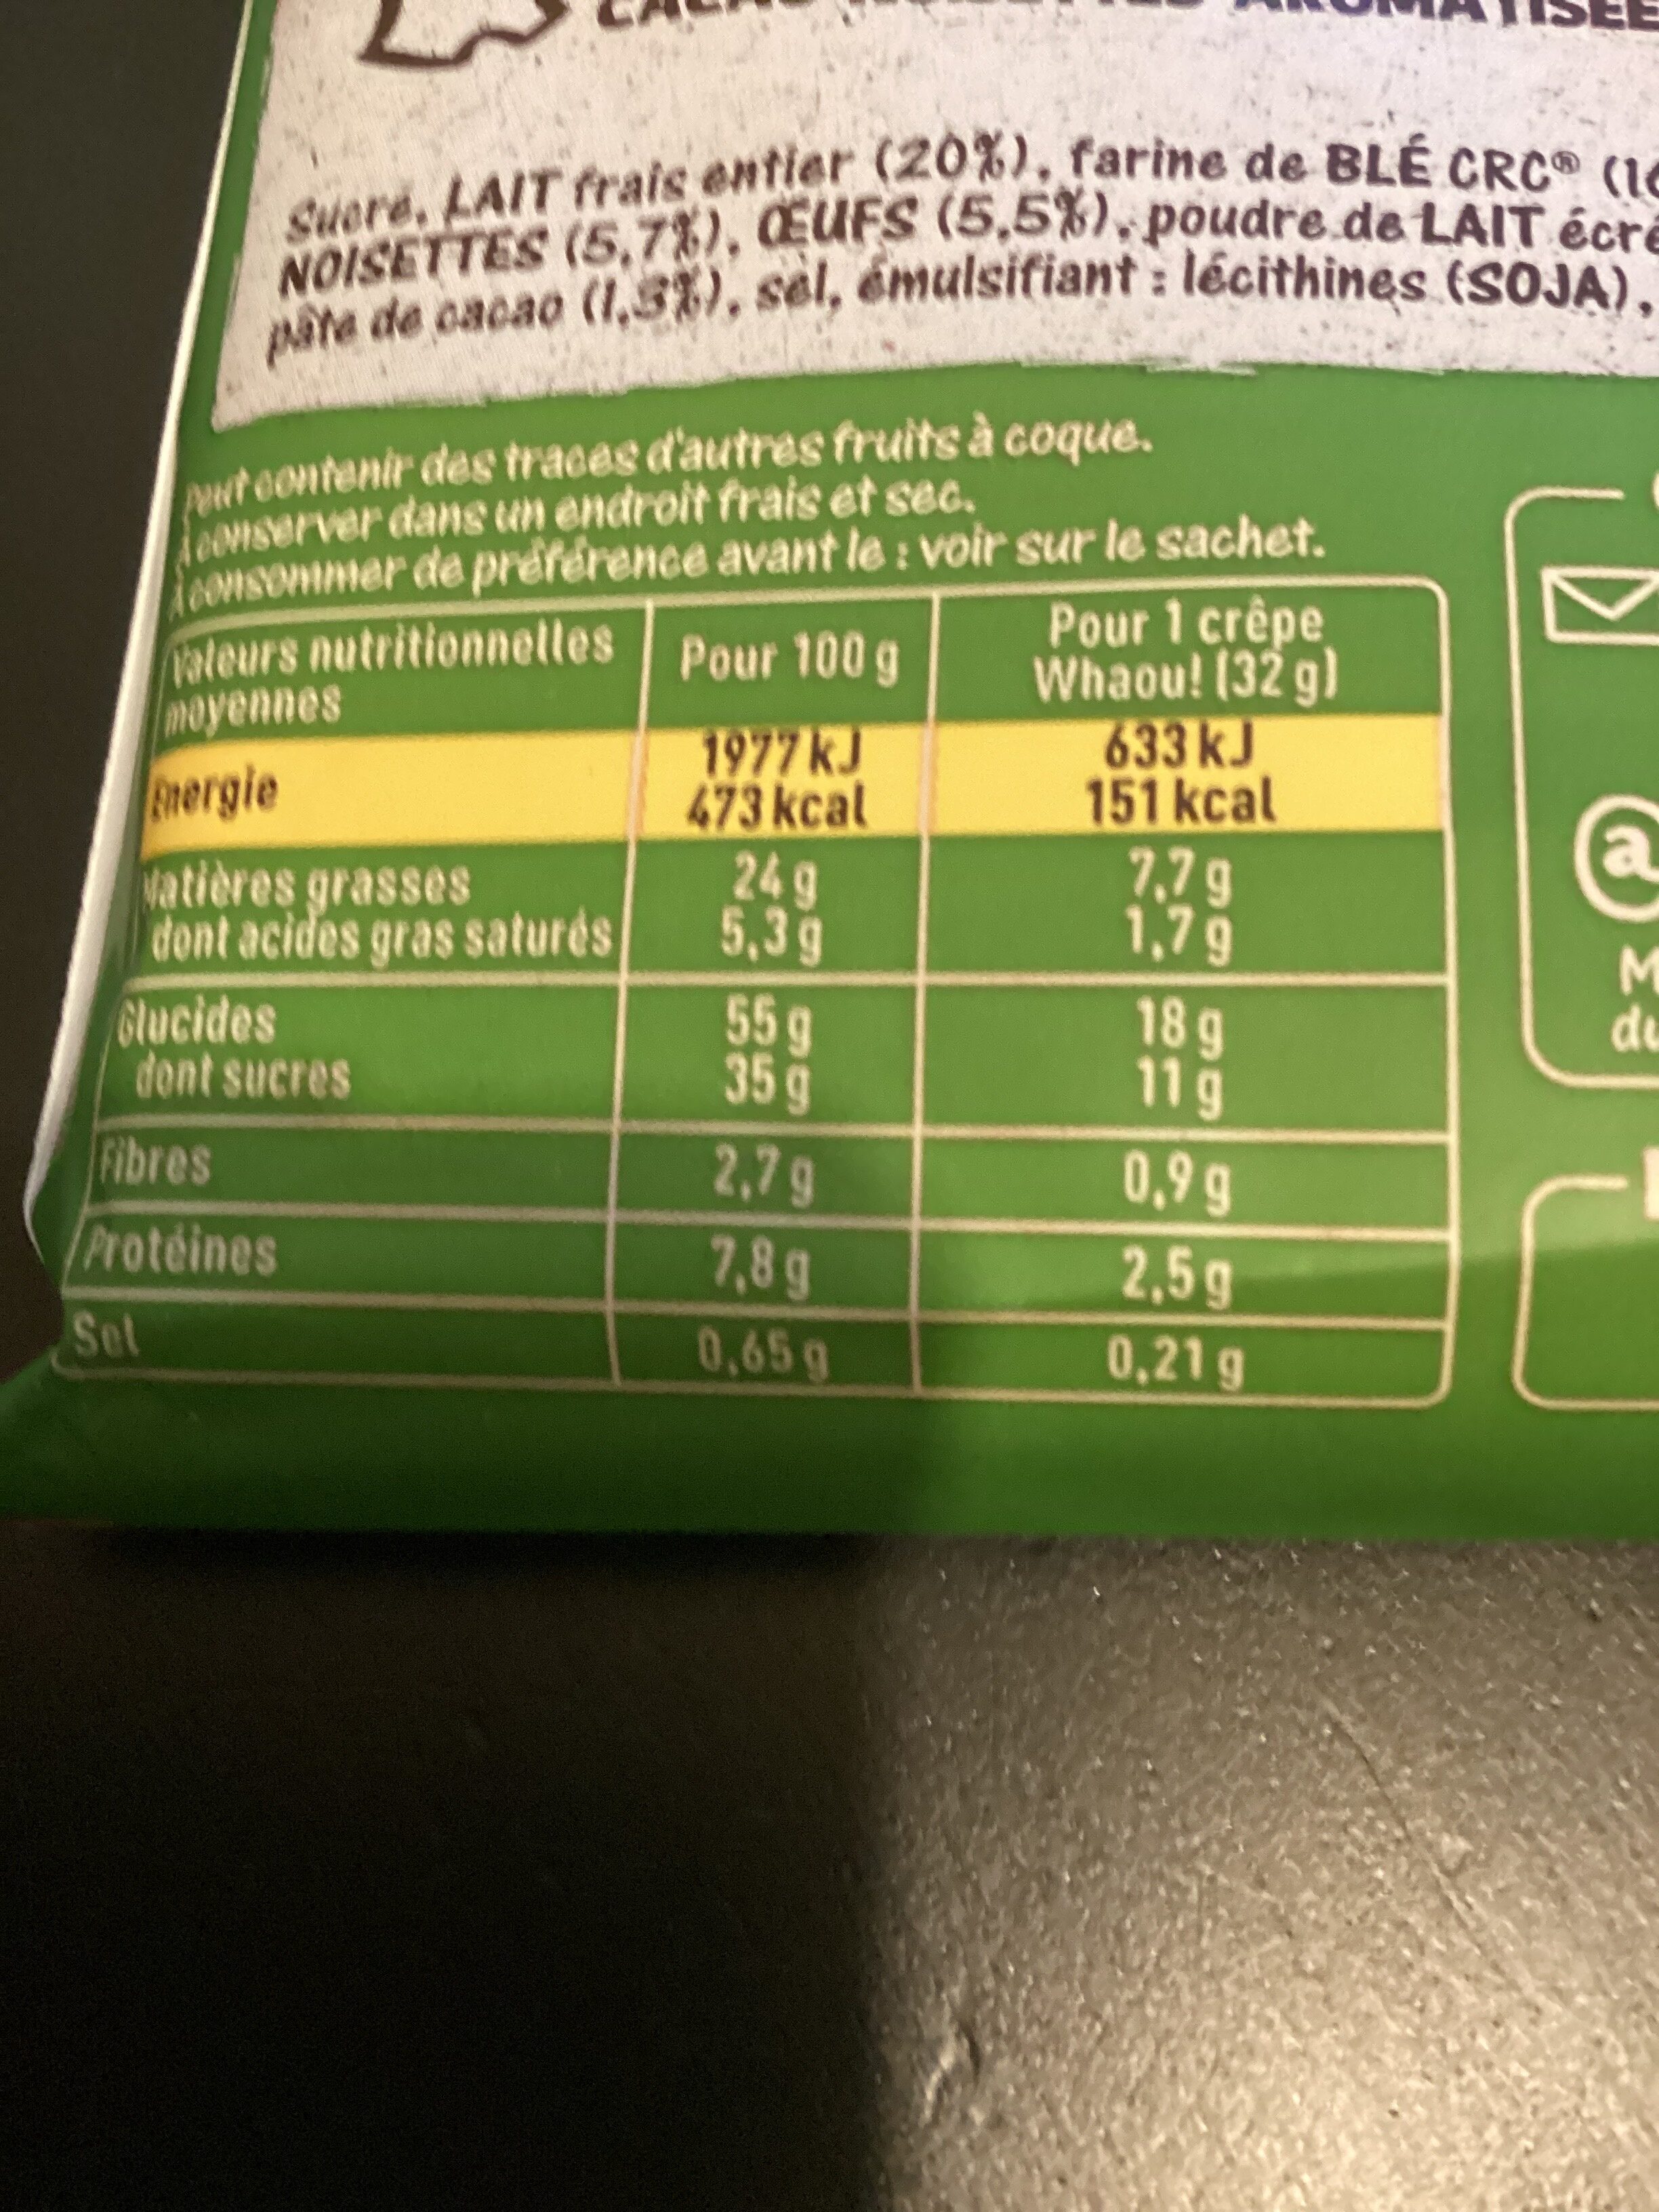 Sucre, LAIT frais entier (20%), farine de BLÉ CRC® (16
NOISETTES (5,7%), ŒUFS (5,5%), poudre de LAIT écré
pâte de cacao (1,3%), sel, émulsifiant : lécithines (SOJA),
Peut contenir des traces d'autres fruits à coque.
À conserver dans un endroit frais et sec.
À consommer de préférence avant le : voir sur le sachet.
Valeurs nutritionnelles moyennes Pour 100 g Pour 1 crêpe Whaou! (32 g)
Energie 1977 kJ 473 kcal 633 kJ 151 kcal
Matières grasses 24 g 7,7 g
dont acides gras saturés 5,3 g 1,7 g
Glucides 55 g 18 g
dont sucres 35 g 11 g
Fibres 2,7 g 0,9 g
Protéines 7,8 g 2,5 g
Sel 0,65 g 0,21 g
@
M
du